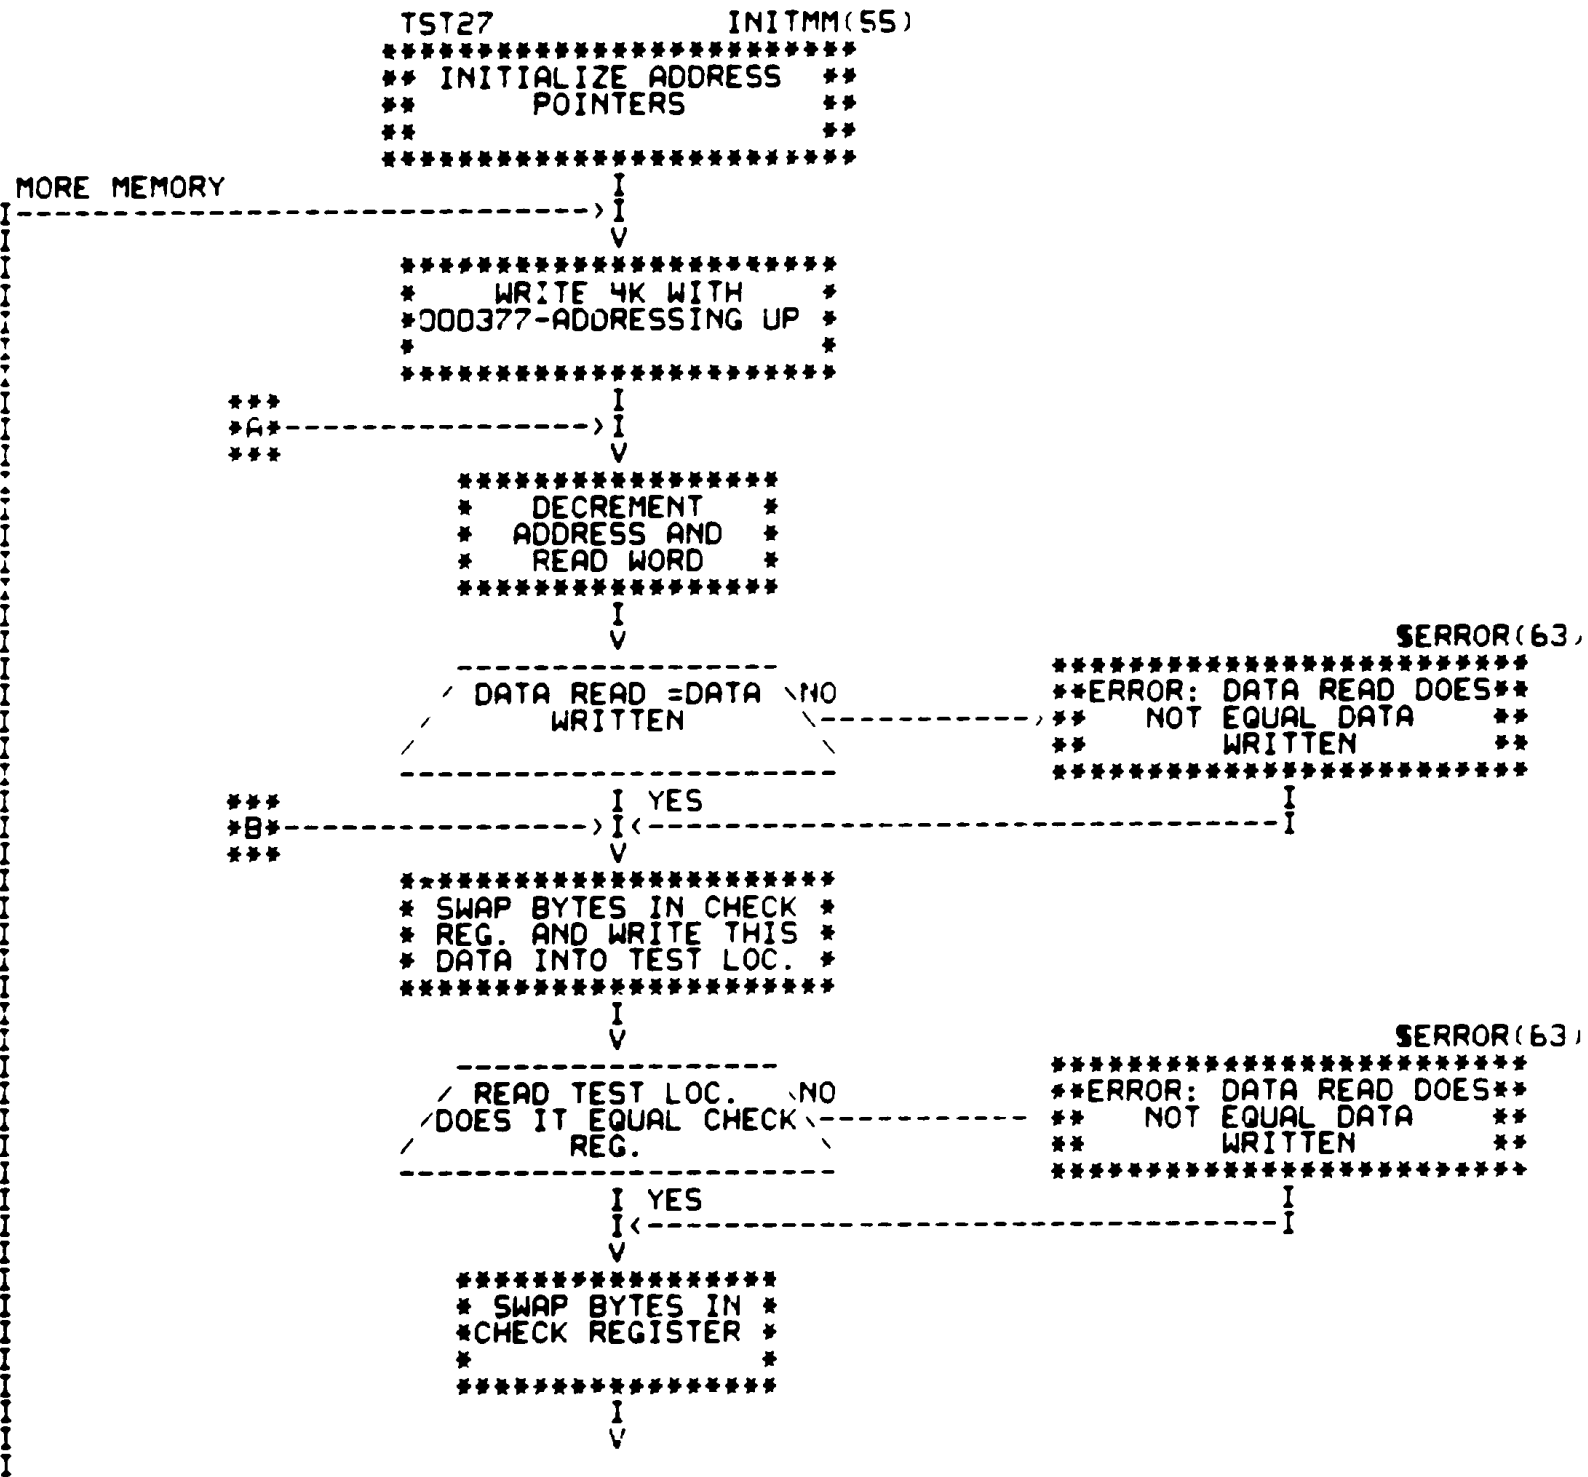 TST27 INITMM(55)
INITIALIZE ADDRESS
POINTERS
MORE MEMORY
WRITE 4K WITH
000377-ADDRESSING UP
A
DECREMENT
ADDRESS AND
READ WORD
$ERROR(63)
DATA READ =DATA NO
WRITTEN
ERROR: DATA READ DOES
NOT EQUAL DATA
WRITTEN
YES
B
SWAP BYTES IN CHECK
REG. AND WRITE THIS
DATA INTO TEST LOC.
$ERROR(63)
READ TEST LOC. NO
DOES IT EQUAL CHECK
REG.
ERROR: DATA READ DOES
NOT EQUAL DATA
WRITTEN
YES
SWAP BYTES IN
CHECK REGISTER